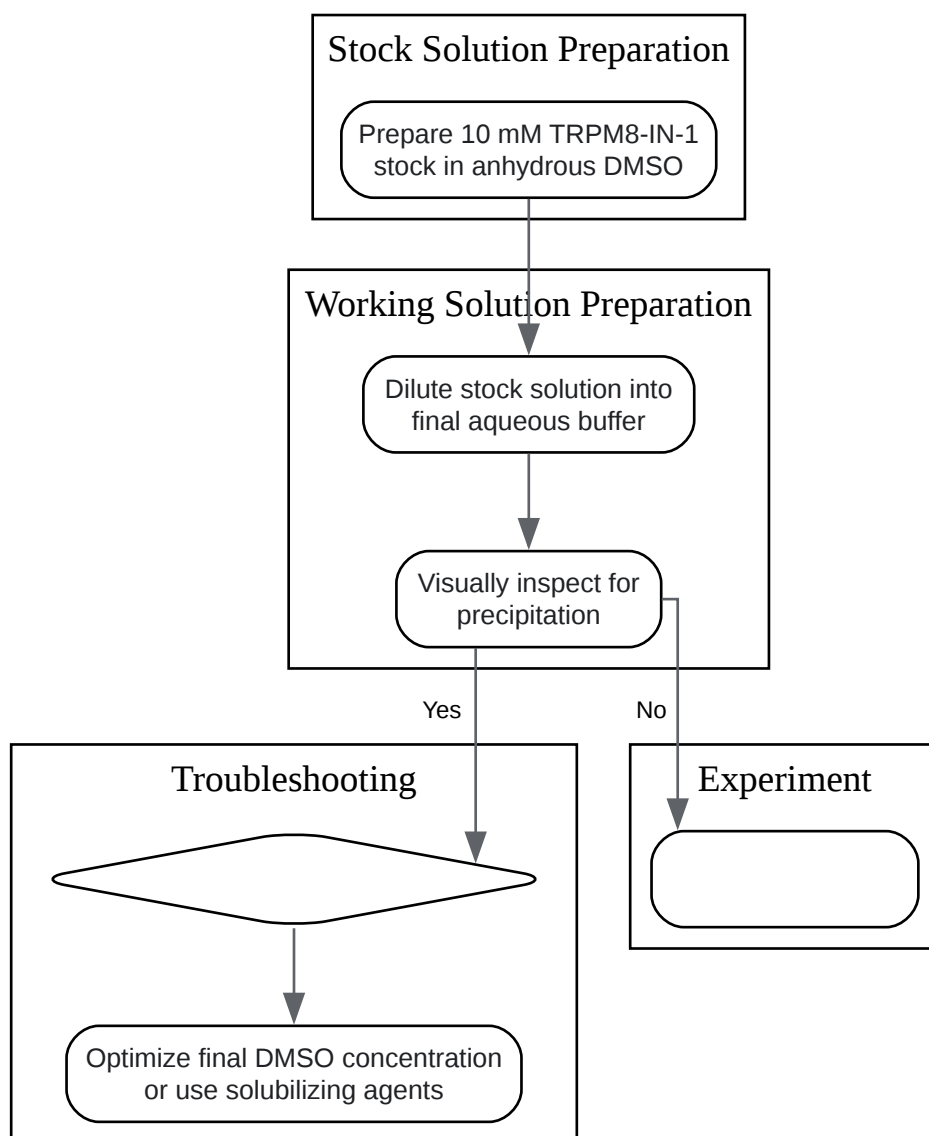 Stock Solution Preparation
Prepare 10 mM TRPM8-IN-1
stock in anhydrous DMSO
Working Solution Preparation
Dilute stock solution into
final aqueous buffer
Visually inspect for
precipitation
Yes
No
Troubleshooting
Experiment
Optimize final DMSO concentration
or use solubilizing agents